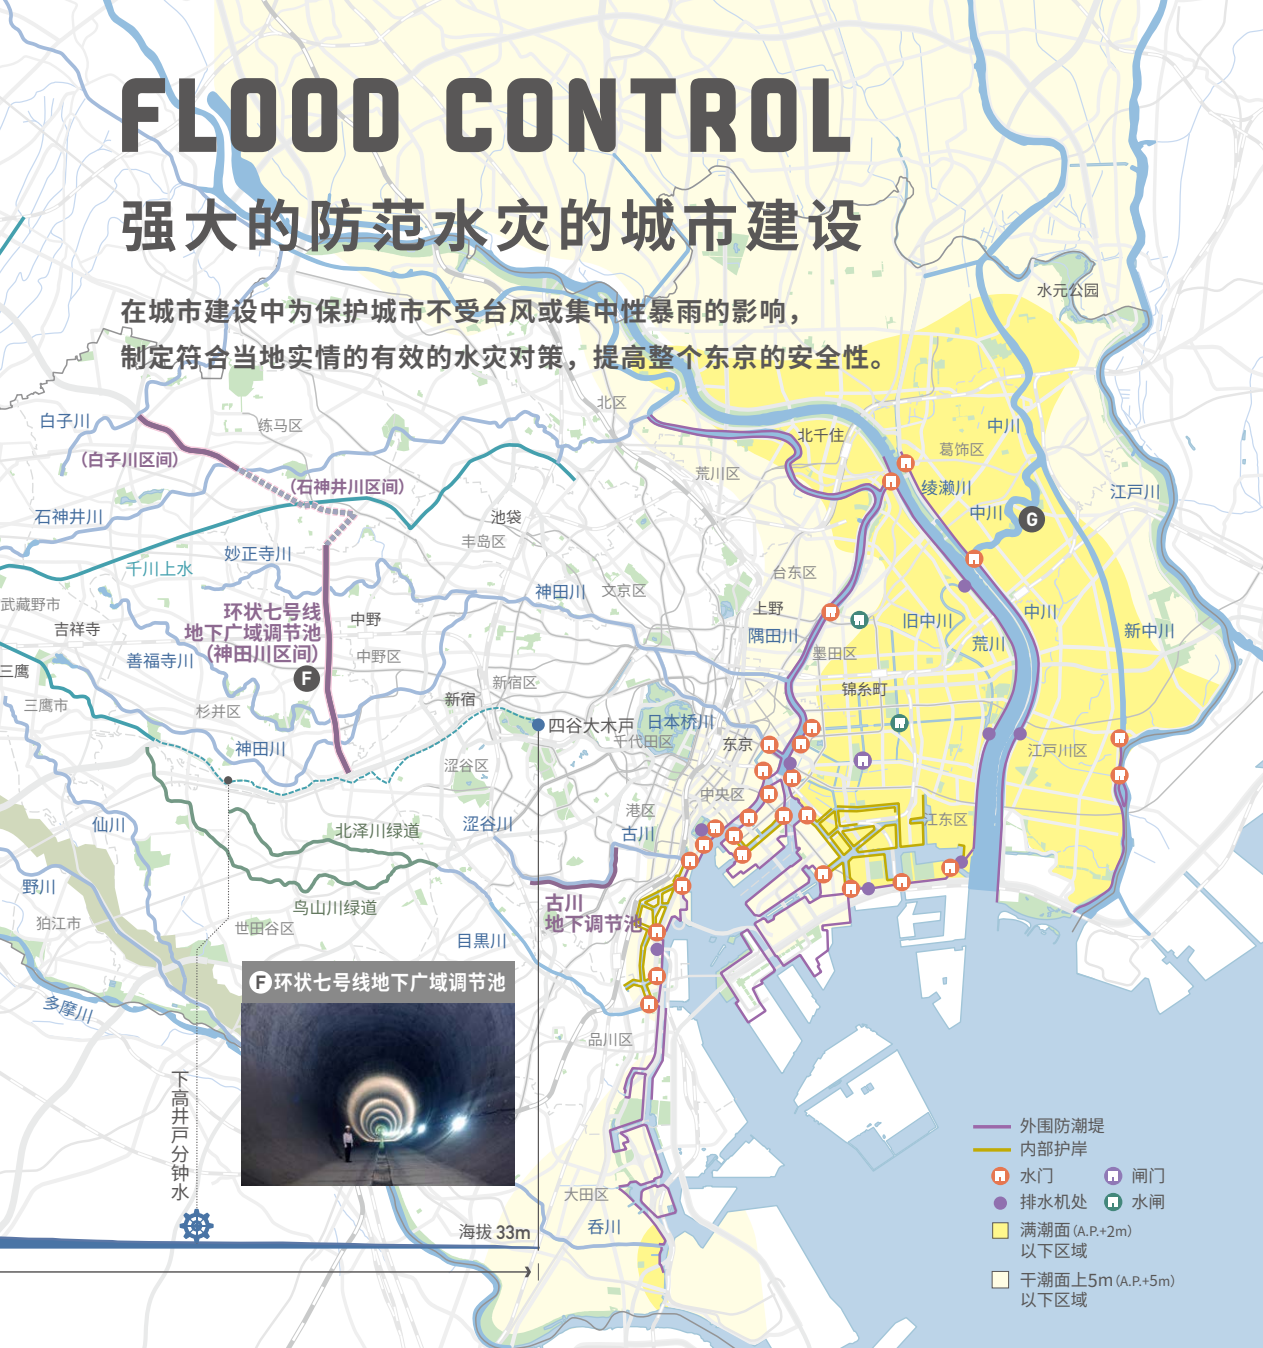 FLOOD CONTROL
强大的防范水灾的城市建设
在城市建设中为保护城市不受台风或集中性暴雨的影响，
制定符合当地实情的有效的水灾对策，提高整个东京的安全性。
水元公园
北区
白子川
练马区
北千住
中川
葛饰区
（白子川区间）
荒川区
（石神井川区间）
绫濑川
江戸川
石神井川
池袋
中川
G
丰岛区
妙正寺川
千川上水
台东区
神田川
文京区
武藏野市
环状七号线
地下广域调节池
（神田川区间）
上野
中野
旧中川
中川
吉祥寺
隅田川
新中川
荒川
善福寺川
中野区
墨田区
三鹰
F
新宿区
锦糸町
新宿
三鹰市
杉并区
四谷大木戸
日本桥川
千代田区
东京
神田川
江戸川区
涩谷区
中央区
港区
江东区
仙川
北泽川绿道
涩谷川
古川
野川
鸟山川绿道
古川
地下调节池
狛江市
世田谷区
目黒川
F环状七号线地下广域调节池
多摩川
品川区
下高井戸分钟水
大田区
呑川
海拔 33m
外围防潮堤
内部护岸
水门
闸门
排水机处
水闸
满潮面（A.P.+2m）
以下区域
干潮面上5m（A.P.+5m）
以下区域